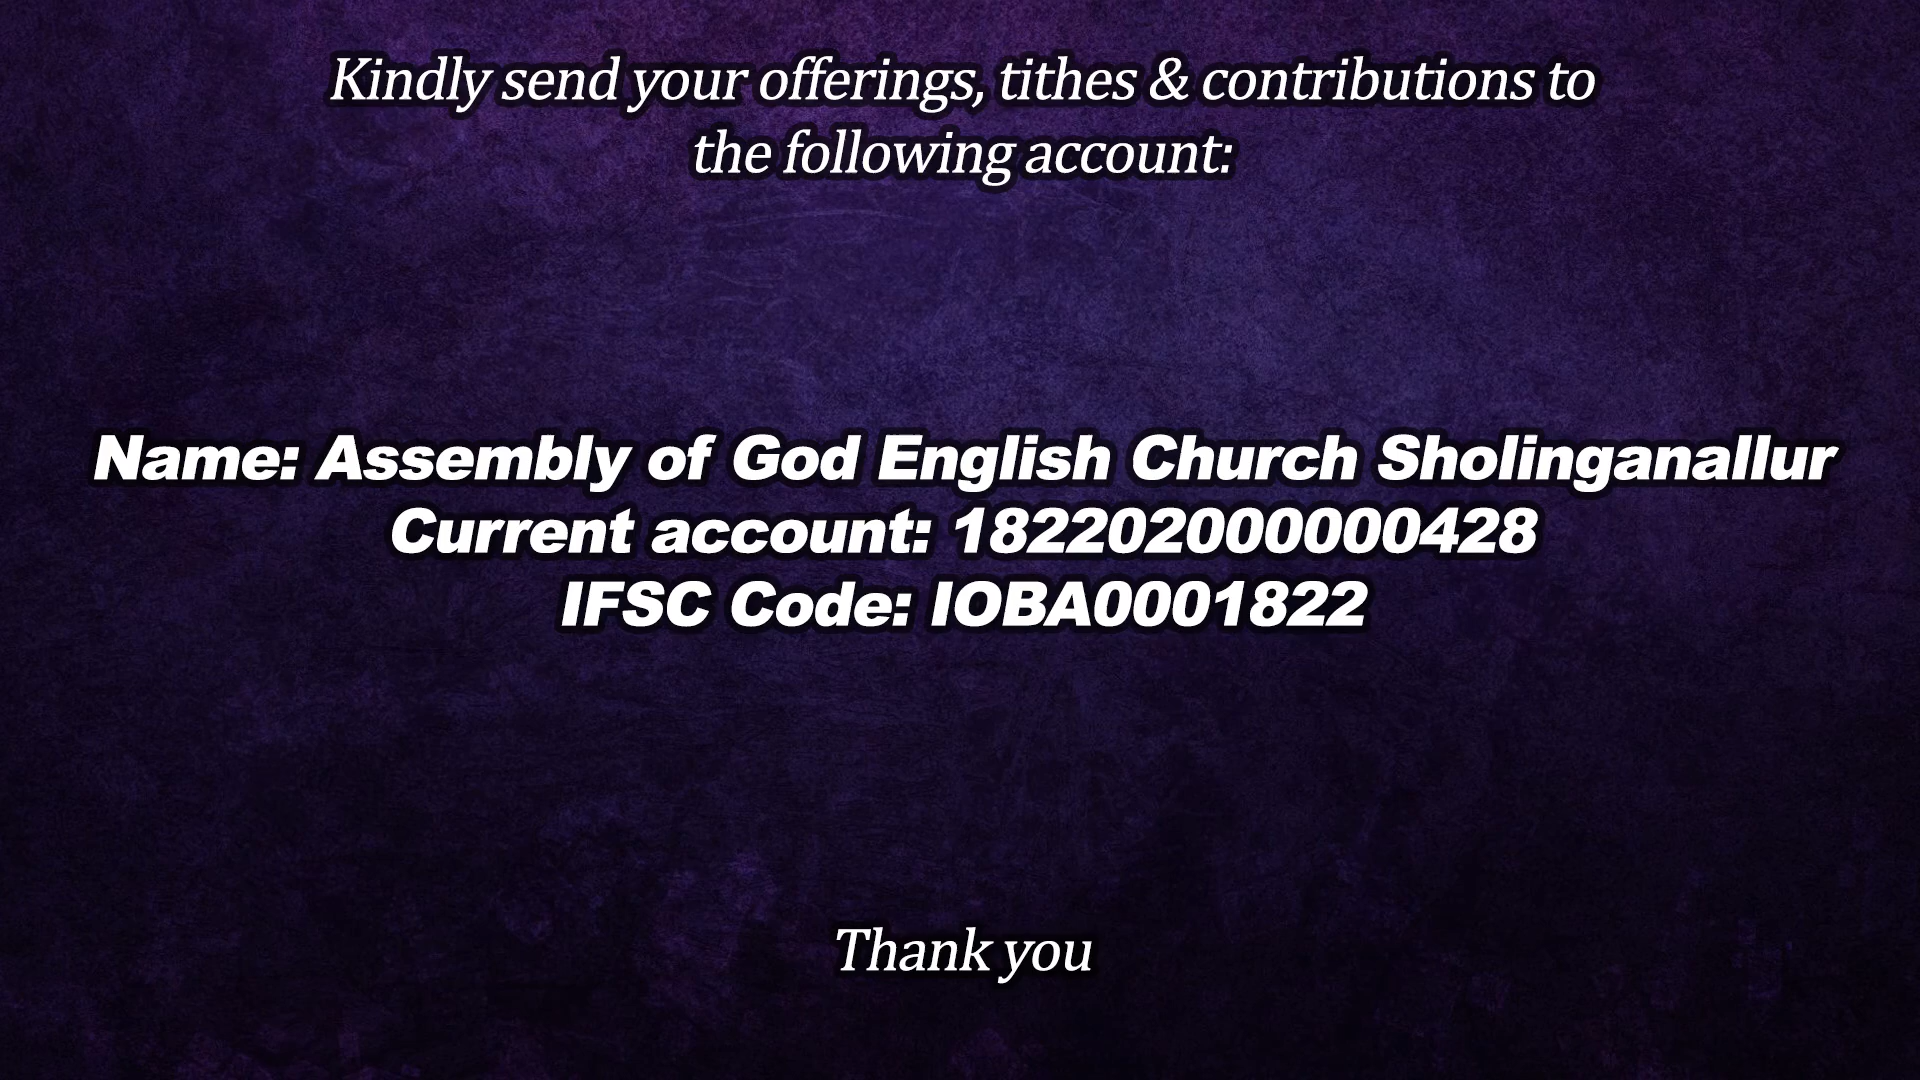 Kindly send your offerings, tithes & contributions to
the following account:
Name: Assembly of God English Church Sholinganallur
Current account: 182202000000428
IFSC Code: IOBA0001822
Thank you